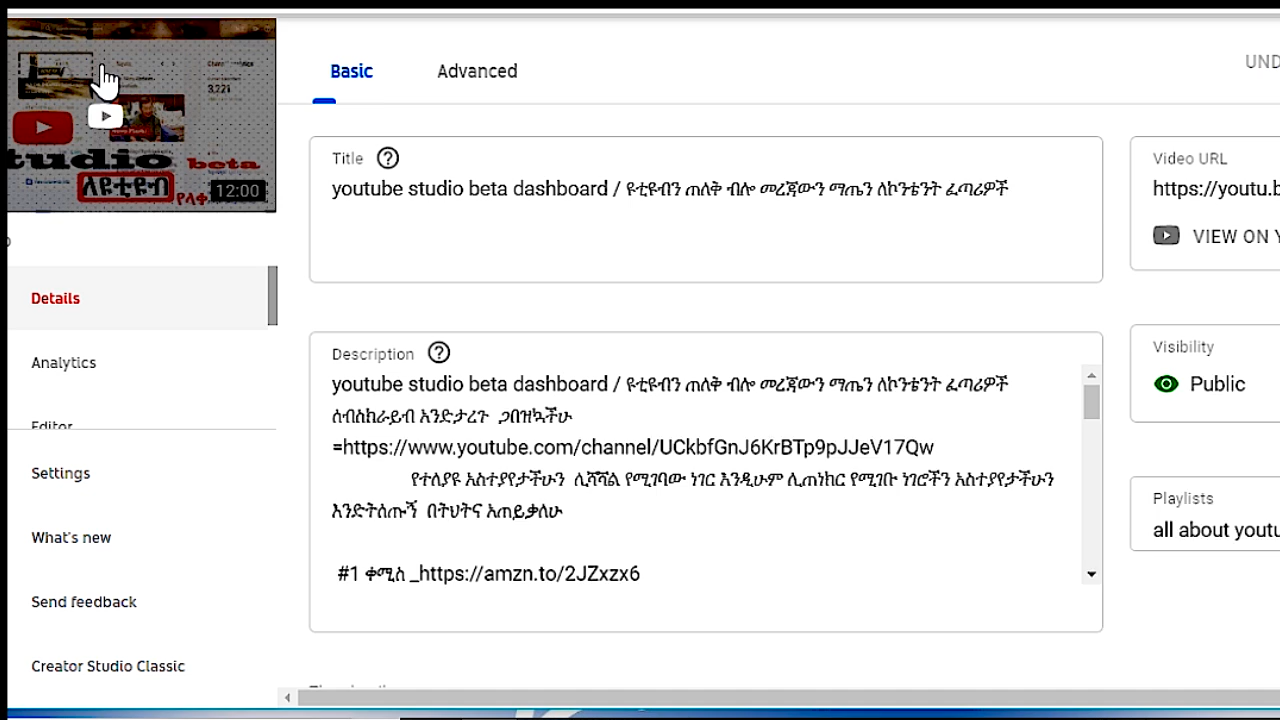 3,221
tudio beta
ለዩቲዩብ
12:00
Details
Analytics
Editor
Settings
What's new
Send feedback
Creator Studio Classic
Basic
Advanced
UND
Title
youtube studio beta dashboard / ዩቲዩብን ጠለቅ ብሎ መረጃውን ማጤን ለኮንቴንት ፈጣሪዎች
Description
youtube studio beta dashboard / ዩቲዩብን ጠለቅ ብሎ መረጃውን ማጤን ለኮንቴንት ፈጣሪዎች
ሰብስክራይብ እንድታረጉ ጋበዝኳችሁ
=https://www.youtube.com/channel/UCkbfGnJ6KrBTp9pJJeV17Qw
የተለያዩ አስተያየታችሁን ሊሻሻል የሚገባው ነገር እንዲሁም ሊጠነክር የሚገቡ ነገሮችን አስተያየታችሁን
እንድትሰጡኝ በትህትና እጠይቃለሁ
#1 ቀሚስ _https://amzn.to/2JZxzx6
Video URL
https://youtu.b
VIEW ON Y
Visibility
Public
Playlists
all about youtu